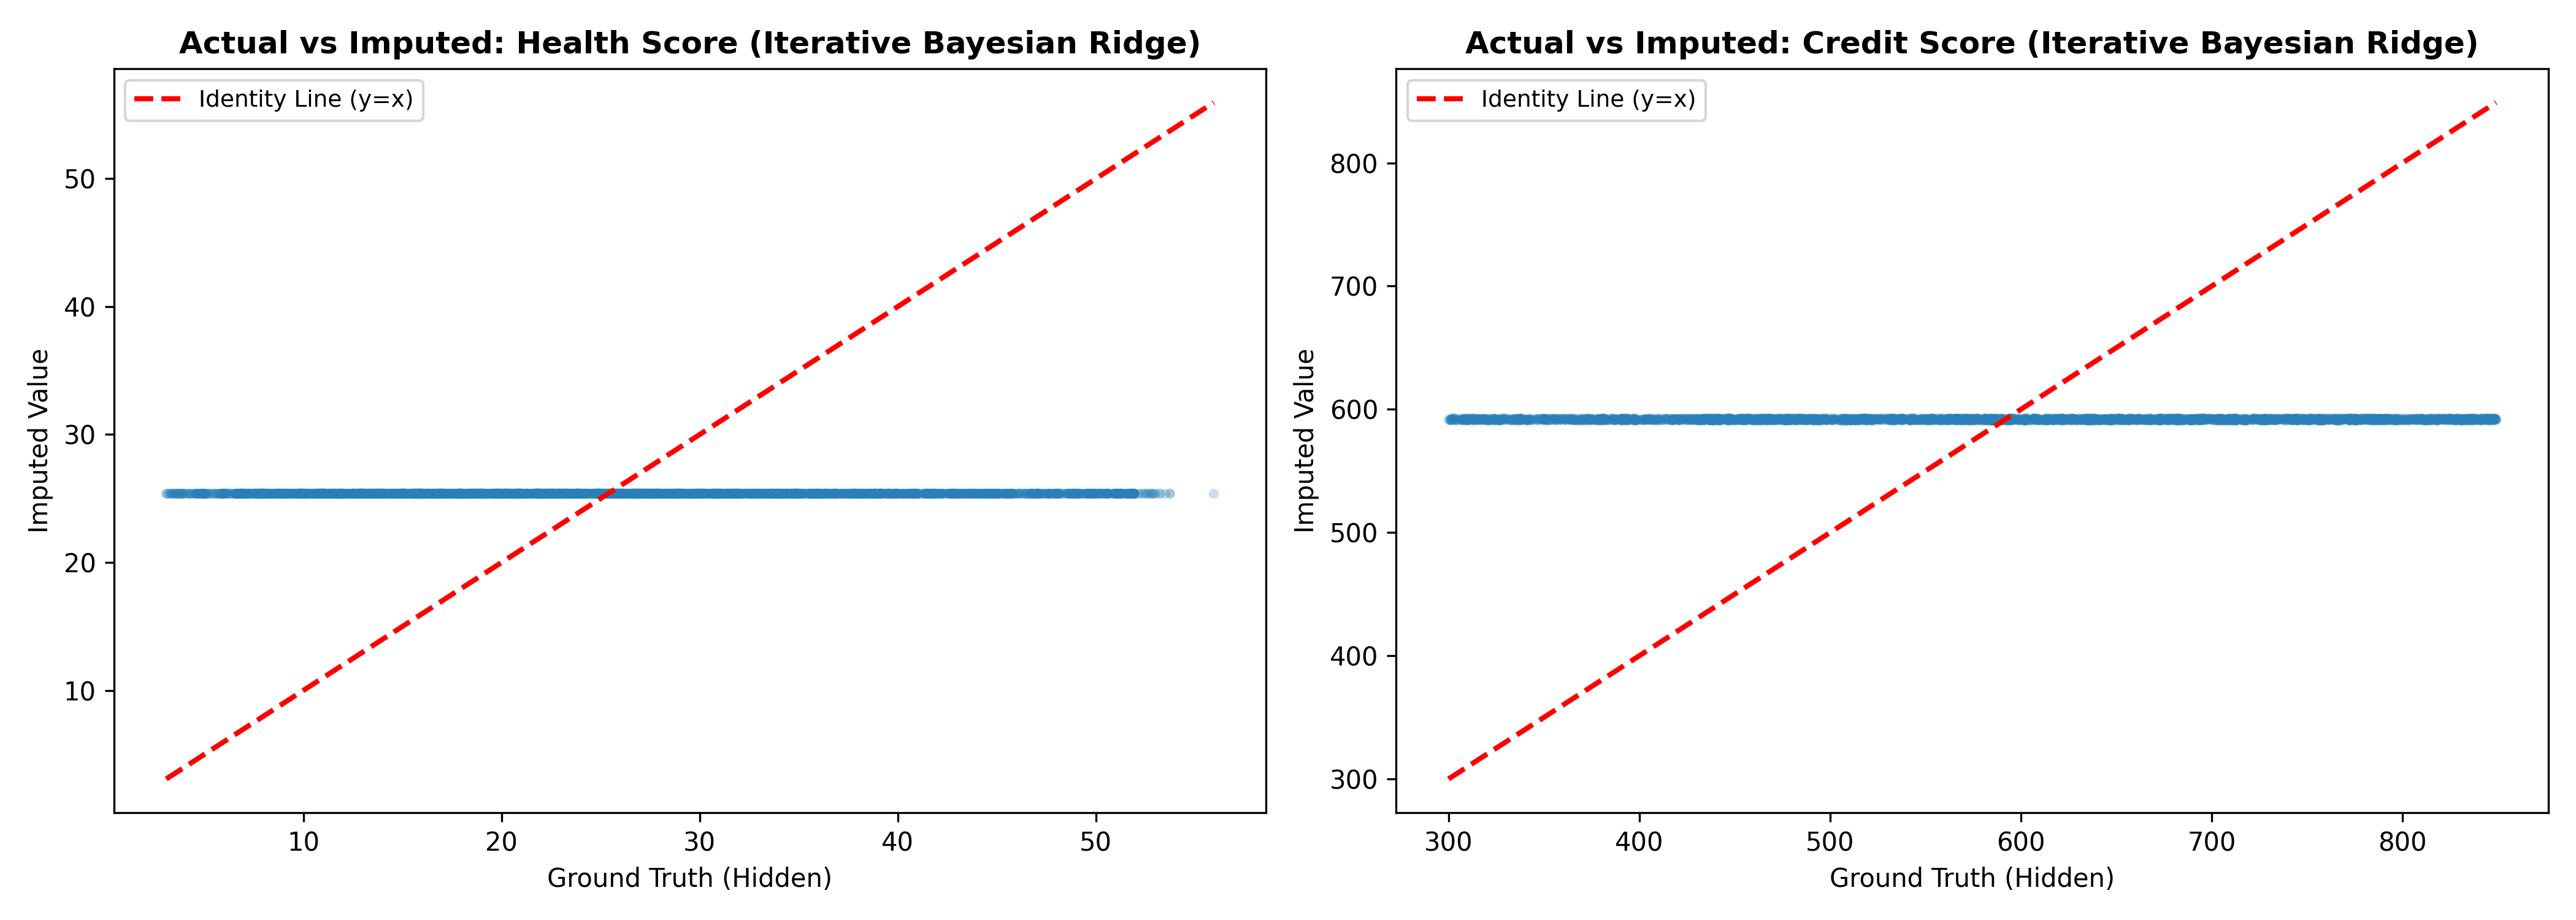 Actual vs Imputed: Health Score (Iterative Bayesian Ridge)
Identity Line (y=x)
Imputed Value
50
40
30
20
10
10 20 30 40 50
Ground Truth (Hidden)
Actual vs Imputed: Credit Score (Iterative Bayesian Ridge)
Identity Line (y=x)
Imputed Value
800
700
600
500
400
300
300 400 500 600 700 800
Ground Truth (Hidden)